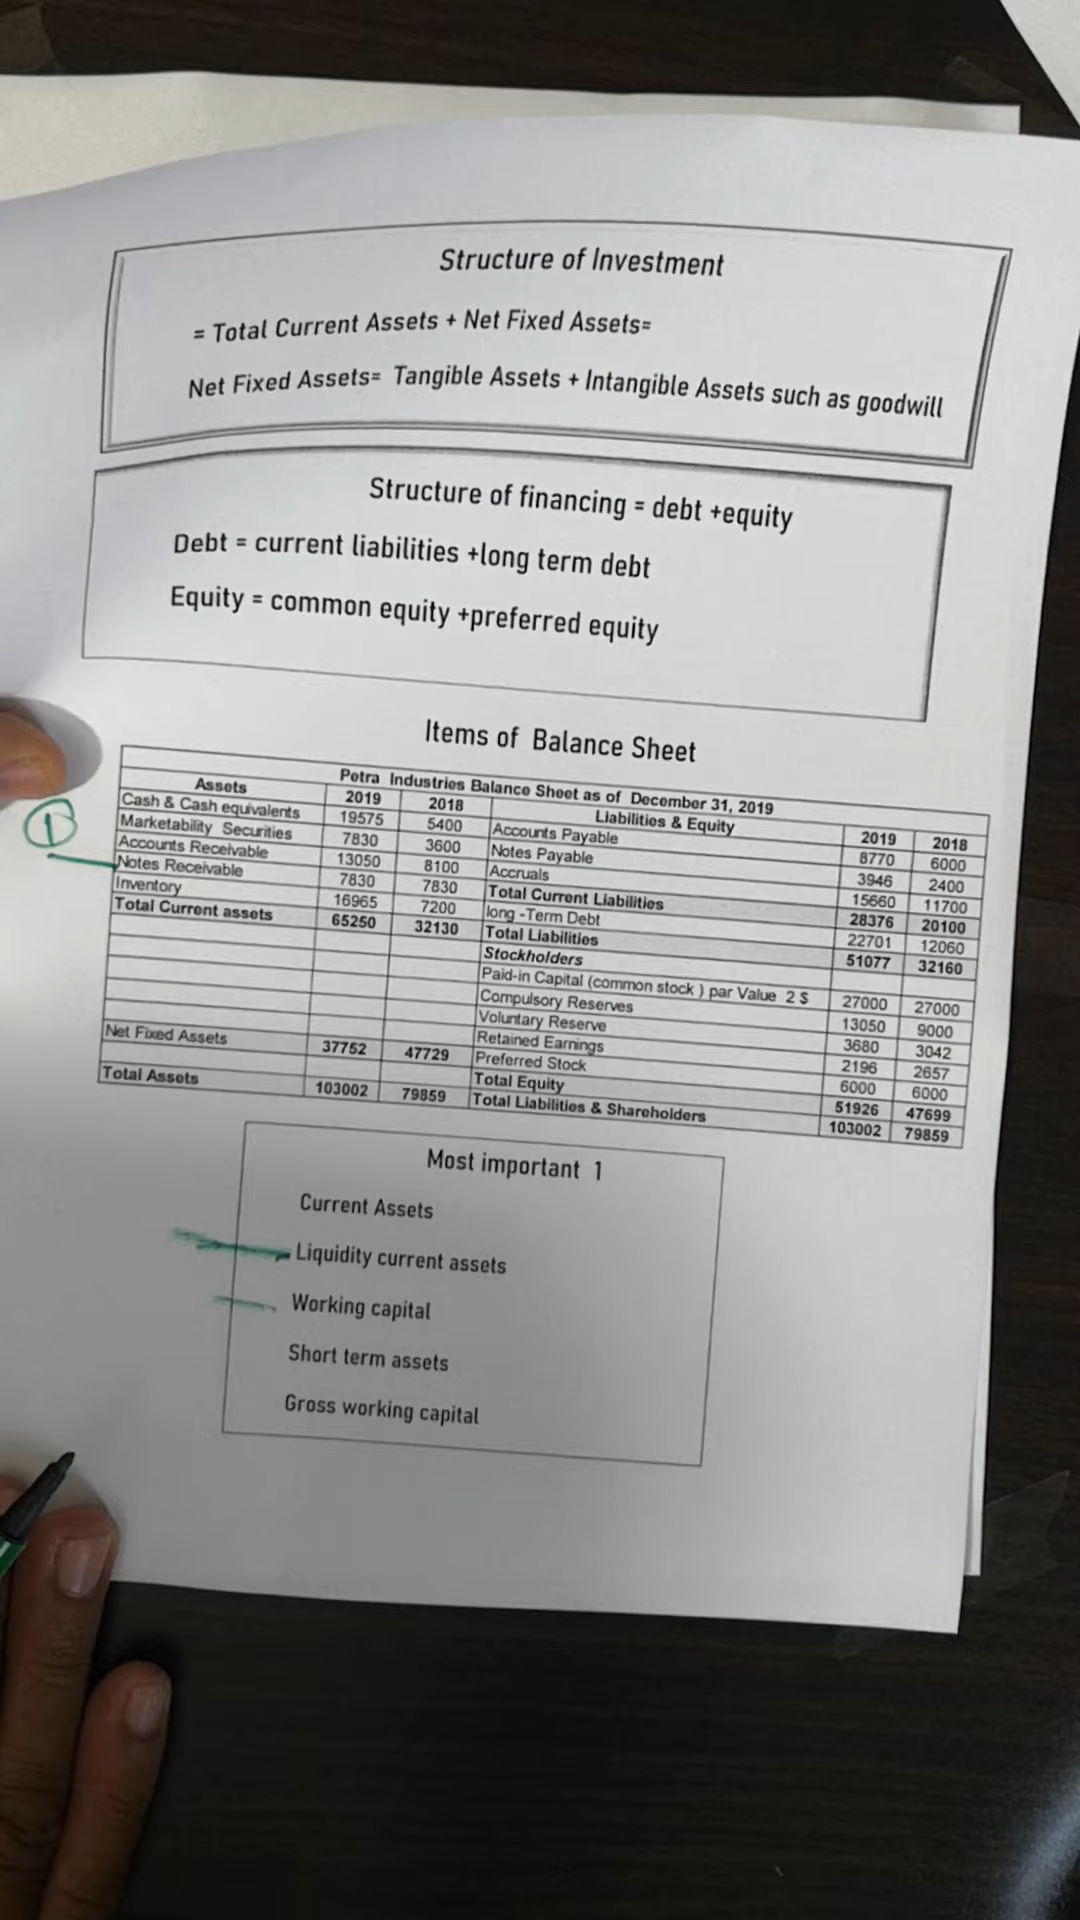 Structure of Investment
= Total Current Assets + Net Fixed Assets=
Net Fixed Assets= Tangible Assets + Intangible Assets such as goodwill
Structure of financing = debt +equity
Debt = current liabilities +long term debt
Equity = common equity +preferred equity
Items of Balance Sheet
Petra Industries Balance Sheet as of December 31, 2019
Assets 2019 2018 Liabilities & Equity 2019 2018
Cash & Cash equivalents 19575 5400 Accounts Payable 8770 6000
Marketability Securities 7830 3600 Notes Payable 3946 2400
Accounts Receivable 13050 8100 Accruals 15660 11700
Notes Receivable 7830 7830 Total Current Liabilities 28376 20100
Inventory 16965 7200 long -Term Debt 22701 12060
Total Current assets 65250 32130 Total Liabilities 51077 32160
Stockholders
Paid-in Capital (common stock ) par Value 2 $ 27000 27000
Compulsory Reserves 13050 9000
Voluntary Reserve 3680 3042
Retained Earnings 2196 2657
Net Fixed Assets 37752 47729 Preferred Stock 6000 6000
Total Equity 51926 47699
Total Assets 103002 79859 Total Liabilities & Shareholders 103002 79859
1
Most important 1
Current Assets
Liquidity current assets
Working capital
Short term assets
Gross working capital